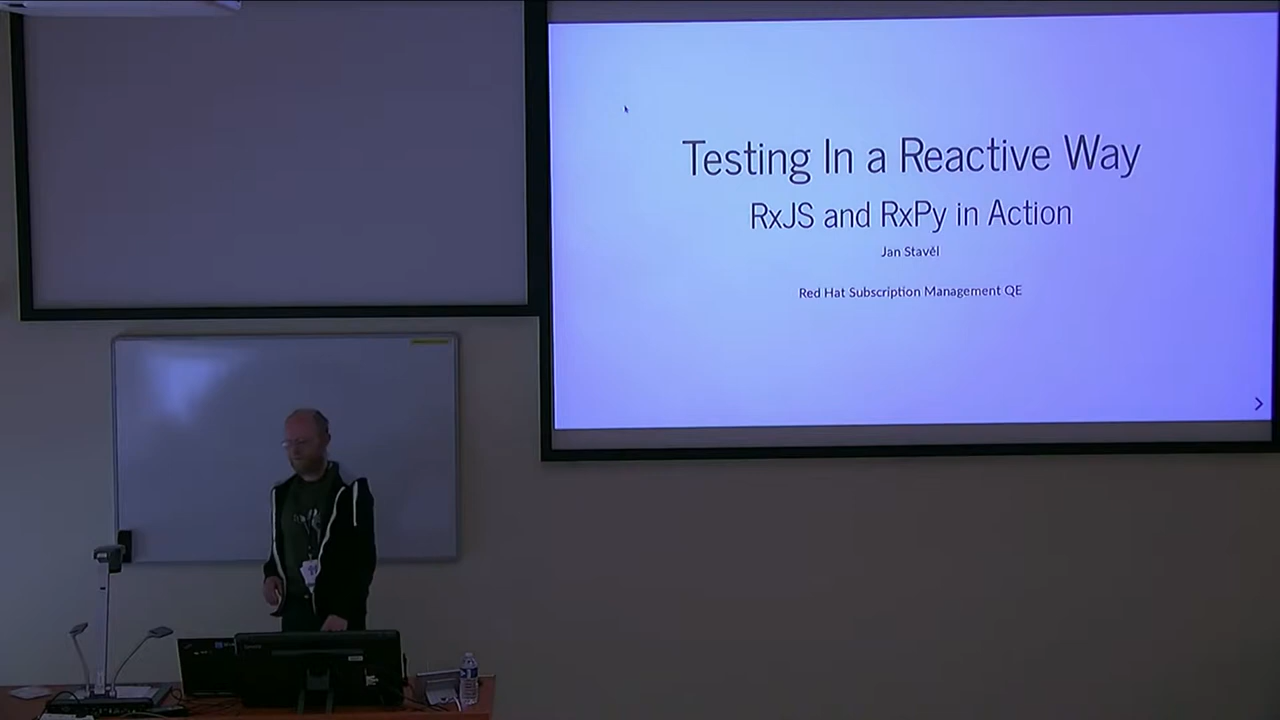 Testing In a Reactive Way
RxJS and RxPy in Action
Jan Stavěl
Red Hat Subscription Management QE